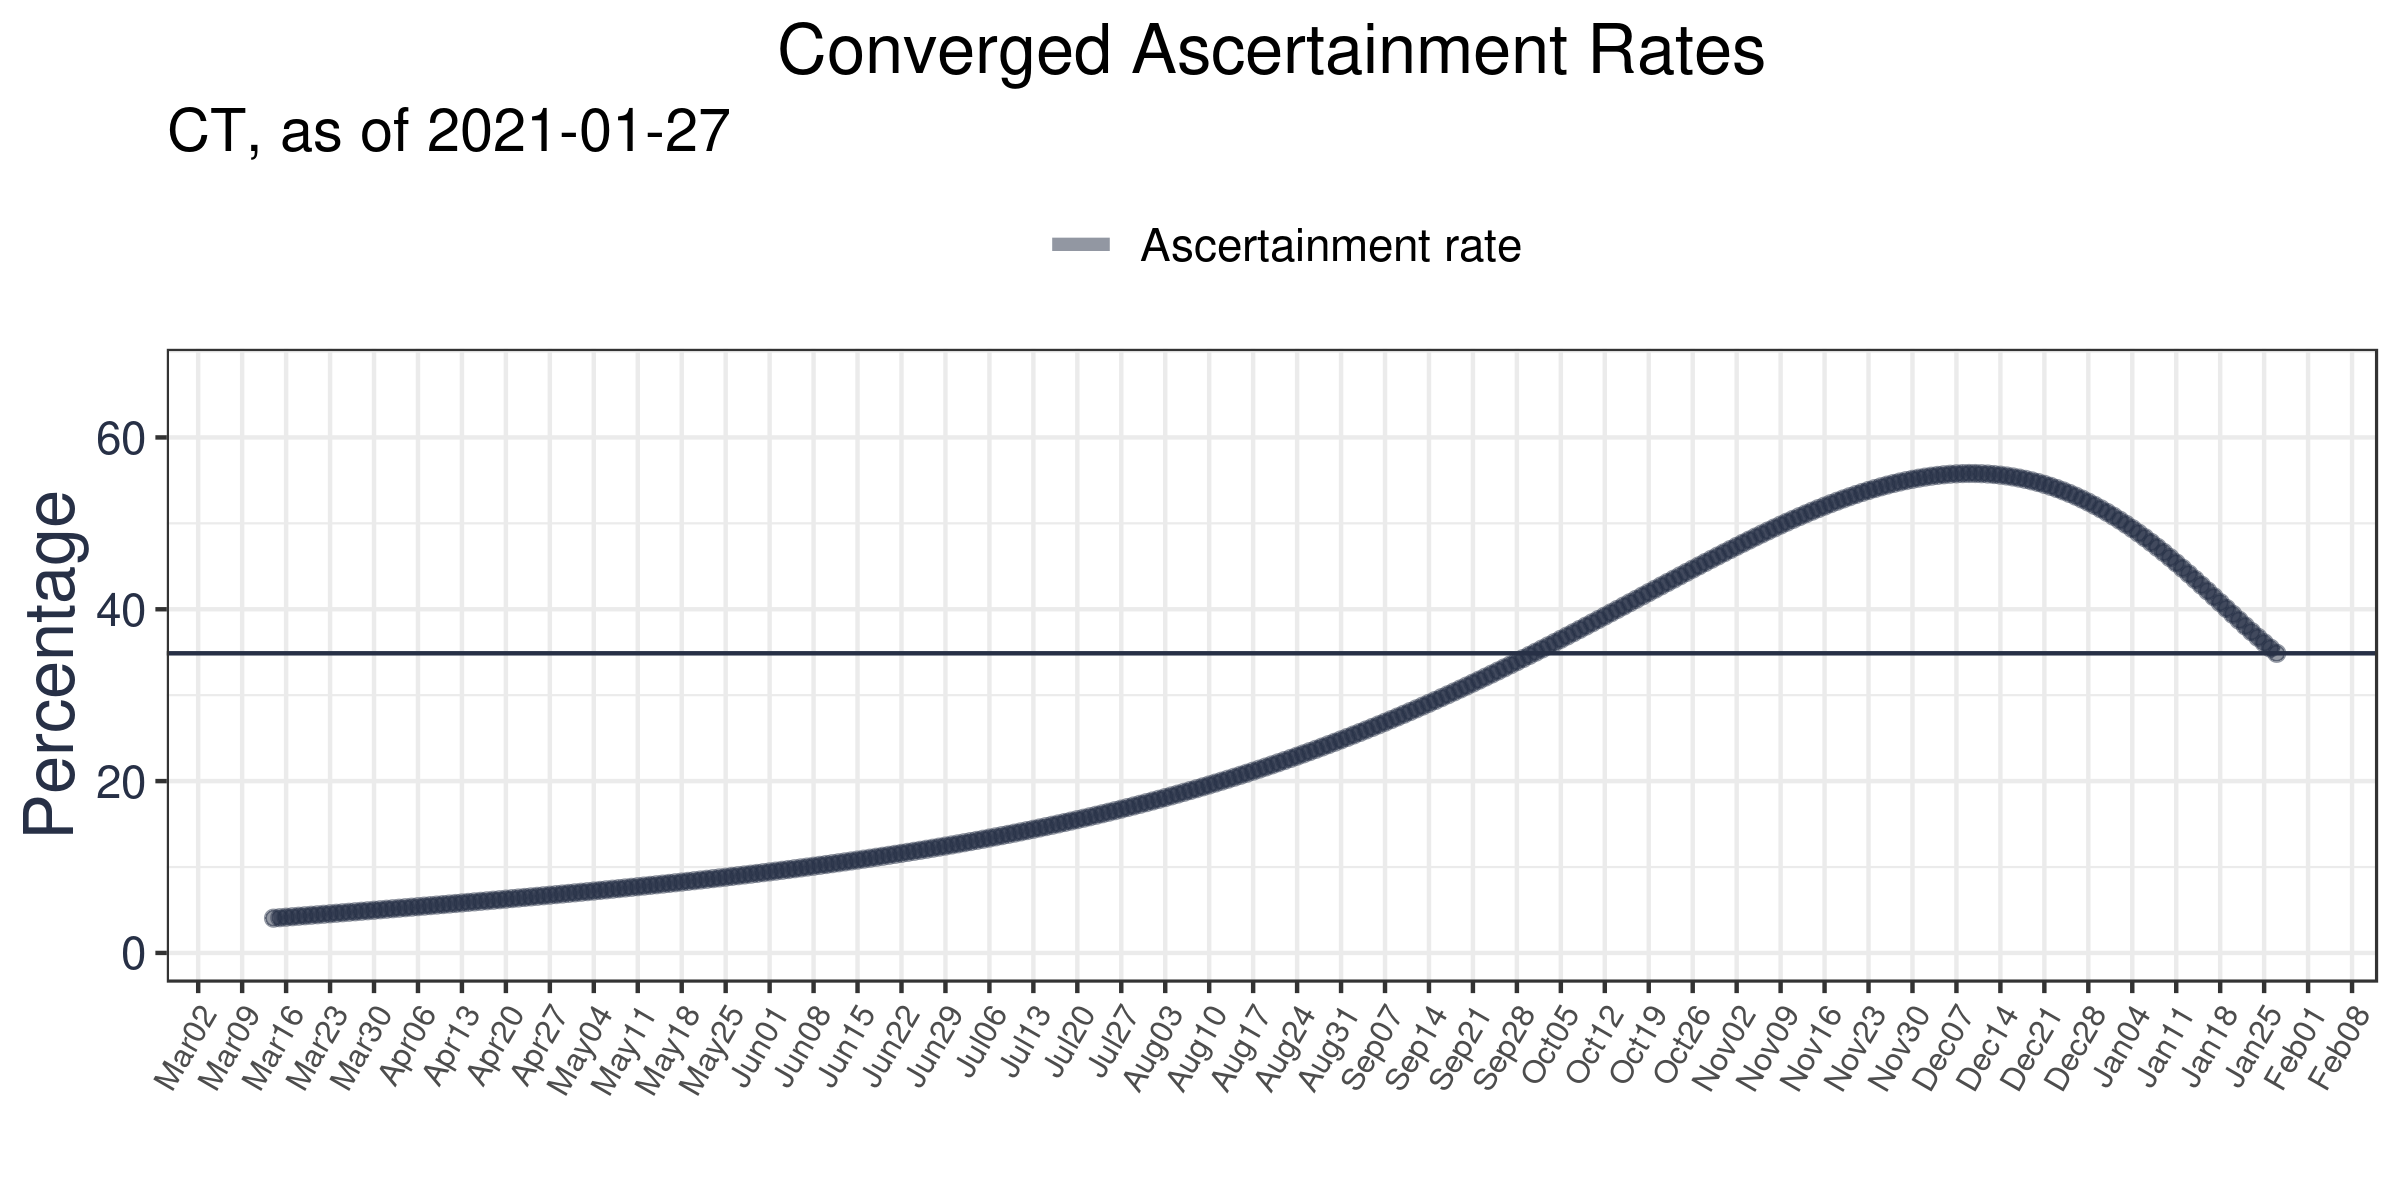 Converged Ascertainment Rates
CT, as of 2021-01-27
Ascertainment rate
Percentage
60
40
20
0
Mar02 Mar09 Mar16 Mar23 Mar30 Apr06 Apr13 Apr20 Apr27 May04 May11 May18 May25 Jun01 Jun08 Jun15 Jun22 Jun29 Jul06 Jul13 Jul20 Jul27 Aug03 Aug10 Aug17 Aug24 Aug31 Sep07 Sep14 Sep21 Sep28 Oct05 Oct12 Oct19 Oct26 Nov02 Nov09 Nov16 Nov23 Nov30 Dec07 Dec14 Dec21 Dec28 Jan04 Jan11 Jan18 Jan25 Feb01 Feb08